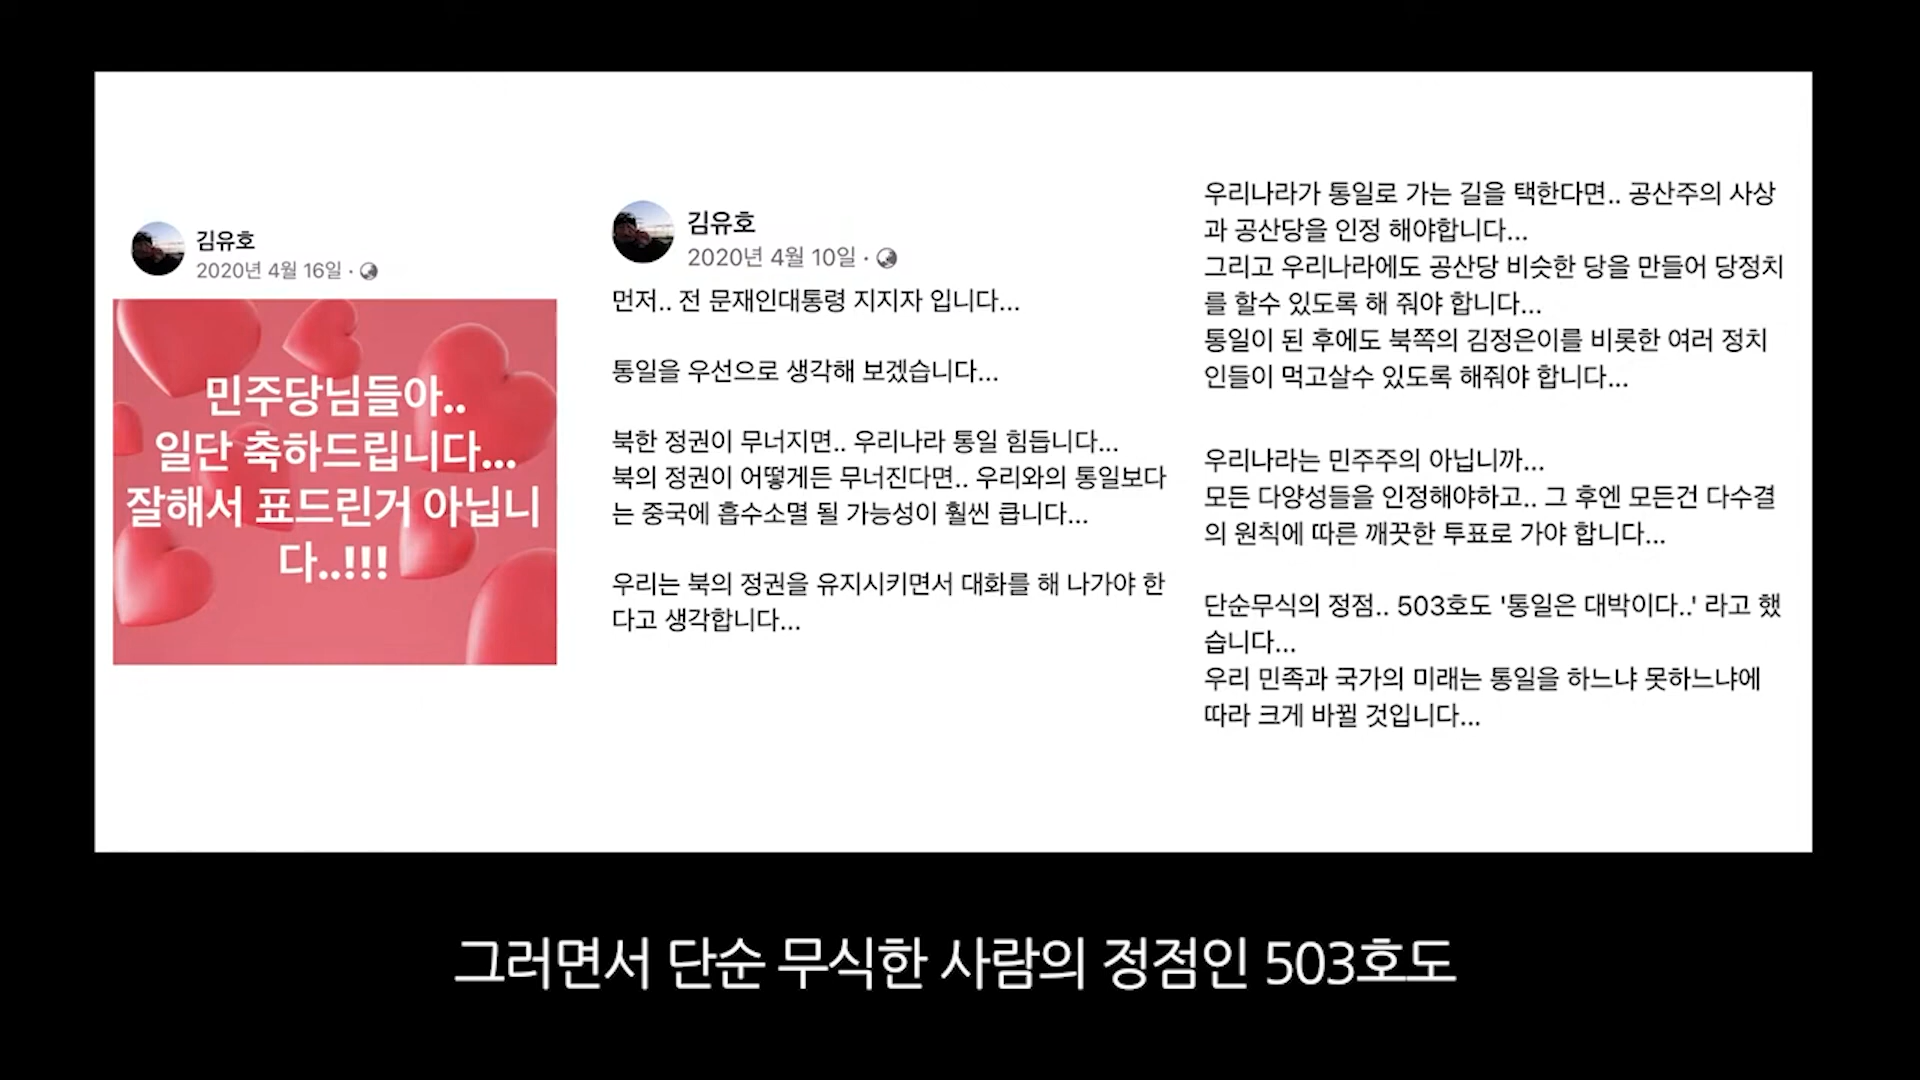 김유호
2020년 4월 16일 ·
민주당님들아..
일단 축하드립니다...
잘해서 표드린거 아닙니
다..!!!
김유호
2020년 4월 10일 ·
먼저.. 전 문재인대통령 지지자 입니다...
통일을 우선으로 생각해 보겠습니다...
북한 정권이 무너지면.. 우리나라 통일 힘듭니다...
북의 정권이 어떻게든 무너진다면.. 우리와의 통일보다
는 중국에 흡수소멸 될 가능성이 훨씬 큽니다...
우리는 북의 정권을 유지시키면서 대화를 해 나가야 한
다고 생각합니다...
우리나라가 통일로 가는 길을 택한다면.. 공산주의 사상
과 공산당을 인정 해야합니다...
그리고 우리나라에도 공산당 비슷한 당을 만들어 당정치
를 할수 있도록 해 줘야 합니다...
통일이 된 후에도 북쪽의 김정은이를 비롯한 여러 정치
인들이 먹고살수 있도록 해줘야 합니다...
우리나라는 민주주의 아닙니까...
모든 다양성들을 인정해야하고.. 그 후엔 모든건 다수결
의 원칙에 따른 깨끗한 투표로 가야 합니다...
단순무식의 정점.. 503호도 '통일은 대박이다..' 라고 했
습니다...
우리 민족과 국가의 미래는 통일을 하느냐 못하느냐에
따라 크게 바뀔 것입니다...
그러면서 단순 무식한 사람의 정점인 503호도